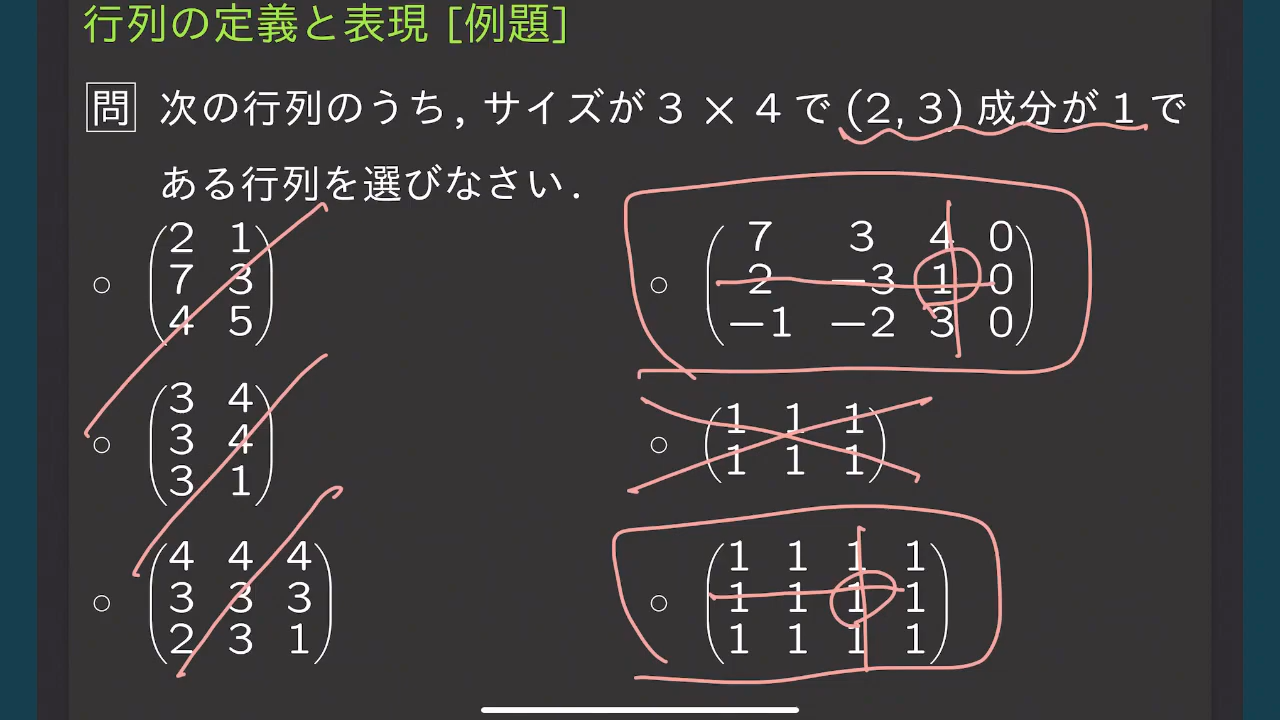 行列の定義と表現 [例題]
問 次の行列のうち, サイズが 3 × 4 で (2, 3) 成分が 1 で
ある行列を選びなさい.
2 1
7 3
4 5
3 4
3 4
3 1
4 4 4
3 3 3
2 3 1
7 3 4 0
2 −3 1 0
−1 −2 3 0
1 1 1
1 1 1
1 1 1 1
1 1 1 1
1 1 1 1